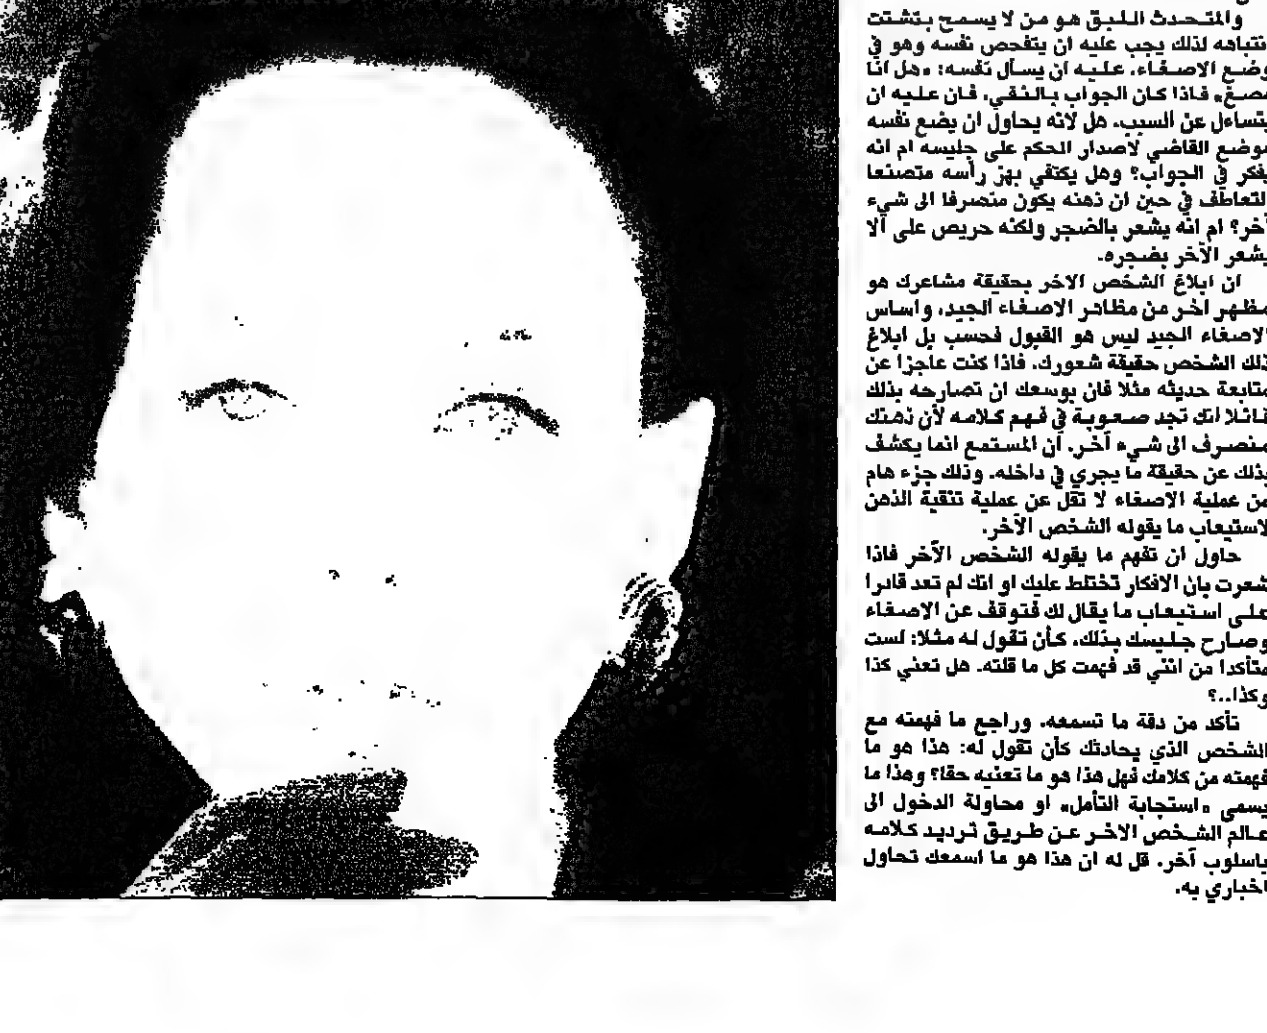 والمتحدث اللبق هو من لا يسمح بتشتت
نتباهه لذلك يجب عليه ان يتفحص نفسه وهو في
وضع الاصغاء. عليه ان يسأل نفسه: «هل انا
مصغ» فاذا كان الجواب بالنفي، فان عليه ان
يتساءل عن السبب. هل لانه يحاول ان يضع نفسه
موضع القاضي لاصدار الحكم على جليسه ام انه
يفكر في الجواب؟ وهل يكتفي بهز رأسه متصنعا
لتعاطف في حين ان ذهنه يكون منصرفا الى شيء
آخر؟ ام انه يشعر بالضجر ولكنه حريص على ألا
يشعر الآخر بضجره.
ان ابلاغ الشخص الاخر بحقيقة مشاعرك هو
مظهر اخر من مظاهر الاصغاء الجيد، واساس
لاصغاء الجيد ليس هو القبول فحسب بل ابلاغ
ذلك الشخص حقيقة شعورك. فاذا كنت عاجزا عن
متابعة حديثه مثلا فان بوسعك ان تصارحه بذلك
قائلا انك تجد صعوبة في فهم كلامه لأن ذهنك
منصرف الى شيء آخر. أن المستمع انما يكشف
بذلك عن حقيقة ما يجري في داخله. وذلك جزء هام
من عملية الاصغاء لا تقل عن عملية تنقية الذهن
لاستيعاب ما يقوله الشخص الآخر.
حاول ان تفهم ما يقوله الشخص الآخر فاذا
شعرت بان الافكار تختلط عليك او انك لم تعد قادرا
على استيعاب ما يقال لك فتوقف عن الاصغاء
وصارح جليسك بذلك، كأن تقول له مثلا: لست
متأكدا من انني قد فهمت كل ما قلته. هل تعني كذا
وكذا..؟
تأكد من دقة ما تسمعه. وراجع ما فهمته مع
الشخص الذي يحادثك كأن تقول له: هذا هو ما
فهمته من كلامك فهل هذا هو ما تعنيه حقا؟ وهذا ما
يسمى «استجابة التأمل» او محاولة الدخول الى
عالم الشخص الاخر عن طريق ترديد كلامه
باسلوب آخر. قل له ان هذا هو ما اسمعك تحاول
اخباري به.